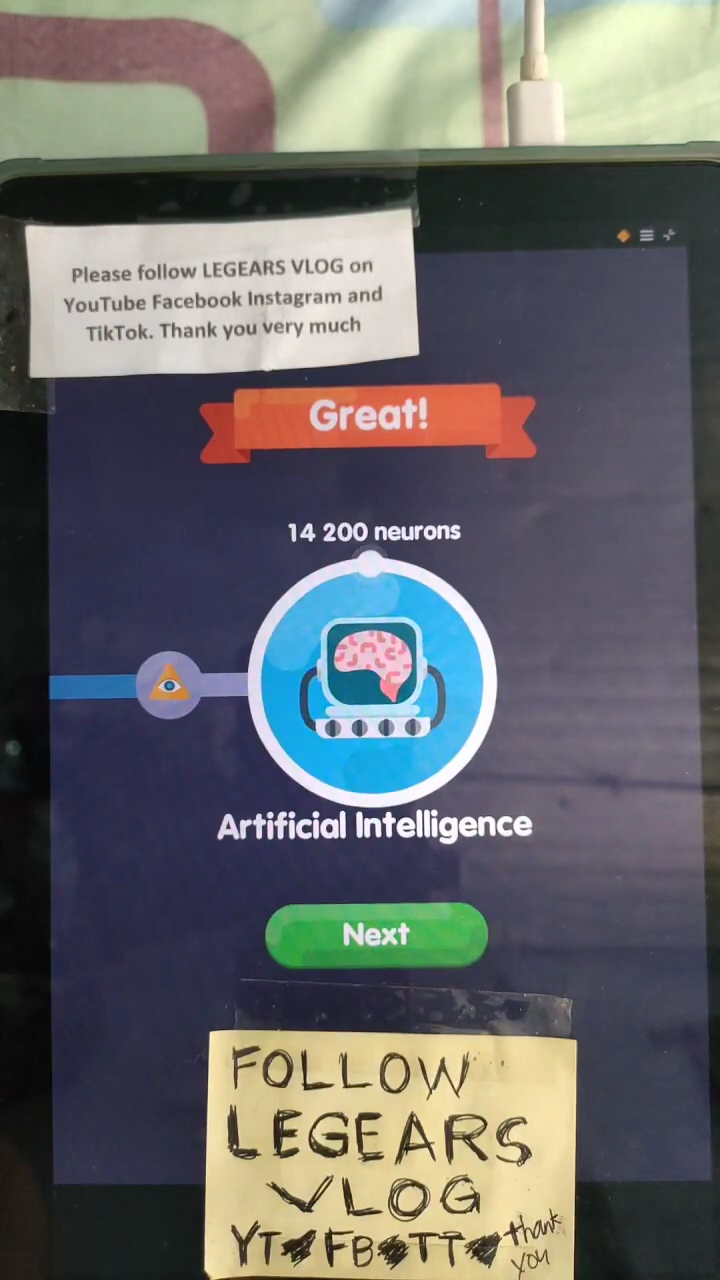 Please follow LEGEARS VLOG on
YouTube Facebook Instagram and
TikTok. Thank you very much
Great!
14 200 neurons
Artificial Intelligence
Next
FOLLOW
LEGEARS
VLOG
YT FB TT thank
you